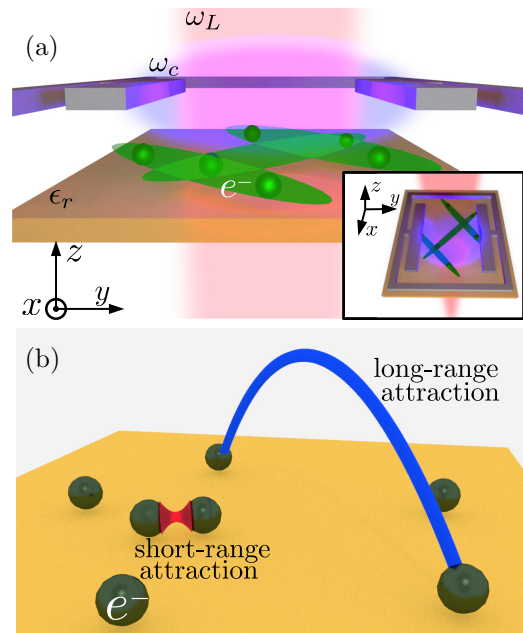 (a)
ω_L
ω_c
e⁻
ϵ_r
z
y
x
z
y
x
(b)
long-range
attraction
short-range
attraction
e⁻